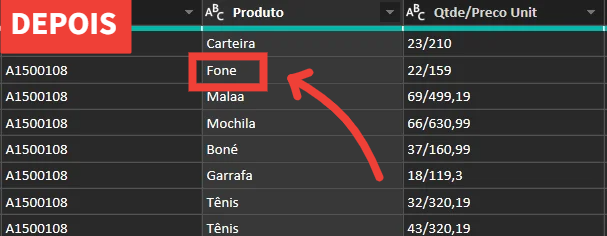 DEPOIS
ABC Produto ABC Qtde/Preco Unit
Carteira 23/210
A1500108 Fone 22/159
A1500108 Malaa 69/499,19
A1500108 Mochila 66/630,99
A1500108 Boné 37/160,99
A1500108 Garrafa 18/119,3
A1500108 Tênis 32/320,19
A1500108 Tênis 43/320,19